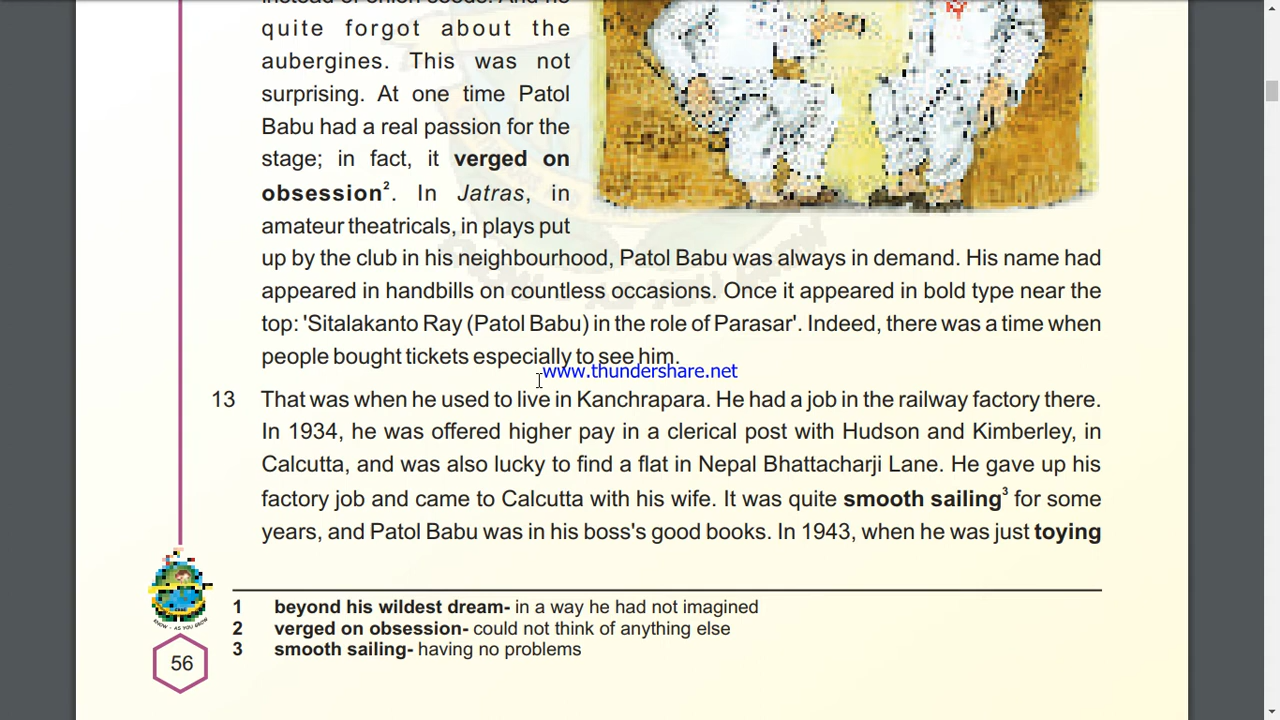 quite forgot about the
aubergines. This was not
surprising. At one time Patol
Babu had a real passion for the
stage; in fact, it verged on
obsession2. In Jatras, in
amateur theatricals, in plays put
up by the club in his neighbourhood, Patol Babu was always in demand. His name had
appeared in handbills on countless occasions. Once it appeared in bold type near the
top: 'Sitalakanto Ray (Patol Babu) in the role of Parasar'. Indeed, there was a time when
people bought tickets especially to see him.
www.thundershare.net
13 That was when he used to live in Kanchrapara. He had a job in the railway factory there.
In 1934, he was offered higher pay in a clerical post with Hudson and Kimberley, in
Calcutta, and was also lucky to find a flat in Nepal Bhattacharji Lane. He gave up his
factory job and came to Calcutta with his wife. It was quite smooth sailing3 for some
years, and Patol Babu was in his boss's good books. In 1943, when he was just toying
1 beyond his wildest dream- in a way he had not imagined
2 verged on obsession- could not think of anything else
3 smooth sailing- having no problems
56